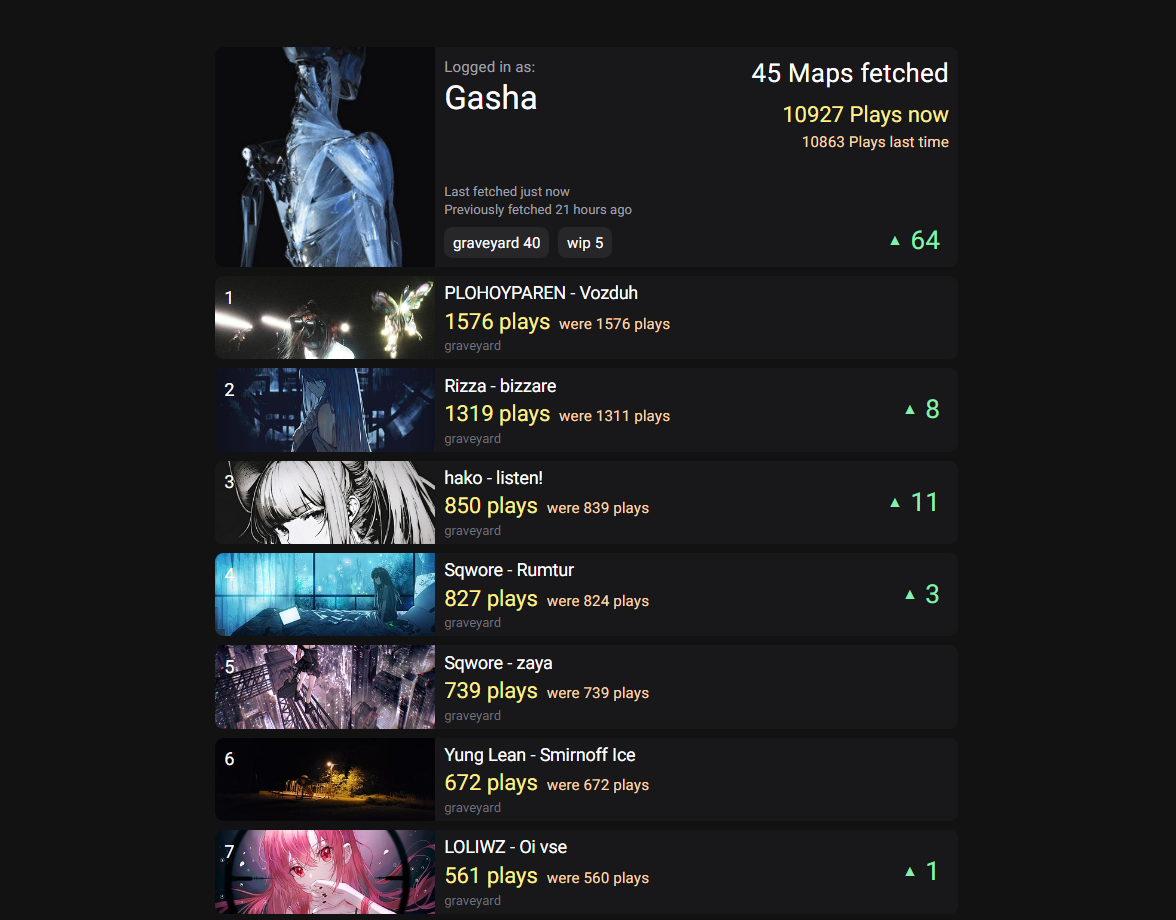 Logged in as:
Gasha
45 Maps fetched
10927 Plays now
10863 Plays last time
Last fetched just now
Previously fetched 21 hours ago
graveyard 40 wip 5
▲ 64
1
PLOHOYPAREN - Vozduh
1576 plays were 1576 plays
graveyard
2
Rizza - bizzare
1319 plays were 1311 plays
graveyard
▲ 8
3
hako - listen!
850 plays were 839 plays
graveyard
▲ 11
4
Sqwore - Rumtur
827 plays were 824 plays
graveyard
▲ 3
5
Sqwore - zaya
739 plays were 739 plays
graveyard
6
Yung Lean - Smirnoff Ice
672 plays were 672 plays
graveyard
7
LOLIWZ - Oi vse
561 plays were 560 plays
graveyard
▲ 1